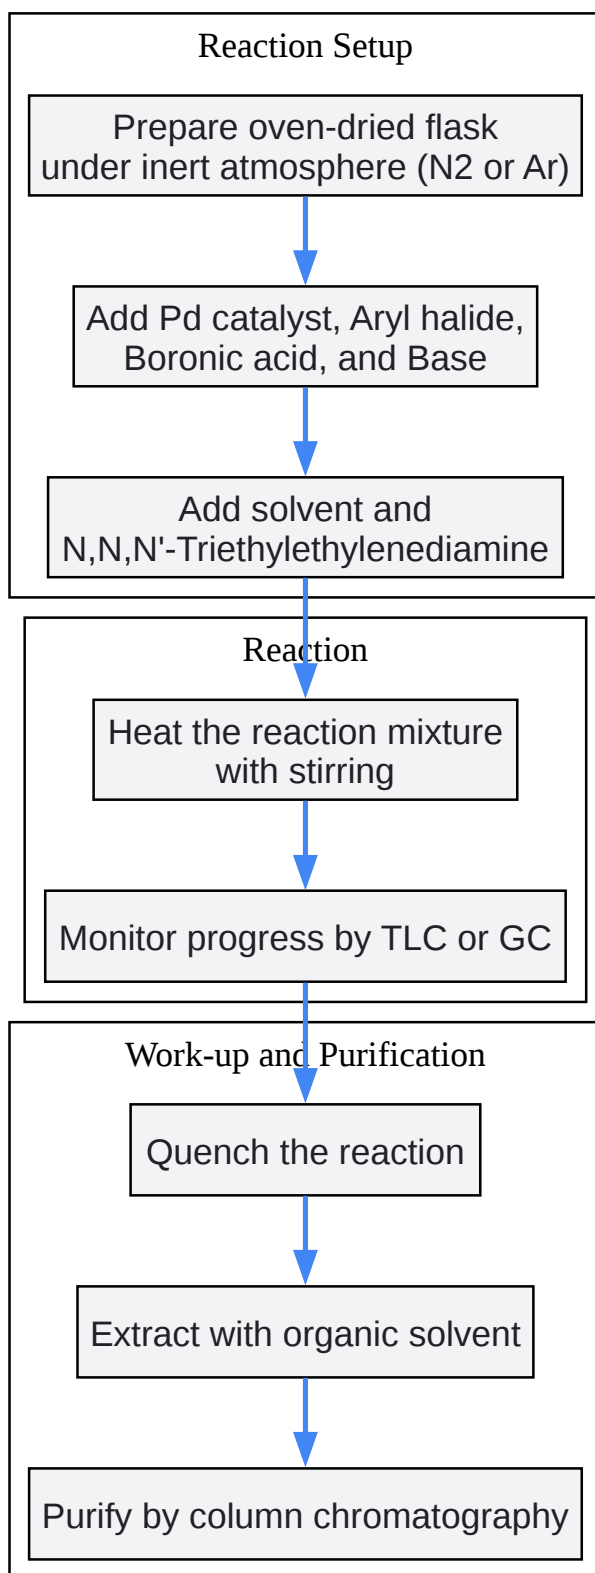 Reaction Setup
Prepare oven-dried flask
under inert atmosphere (N2 or Ar)
Add Pd catalyst, Aryl halide,
Boronic acid, and Base
Add solvent and
N,N,N'-Triethylethylenediamine
Reaction
Heat the reaction mixture
with stirring
Monitor progress by TLC or GC
Work-up and Purification
Quench the reaction
Extract with organic solvent
Purify by column chromatography